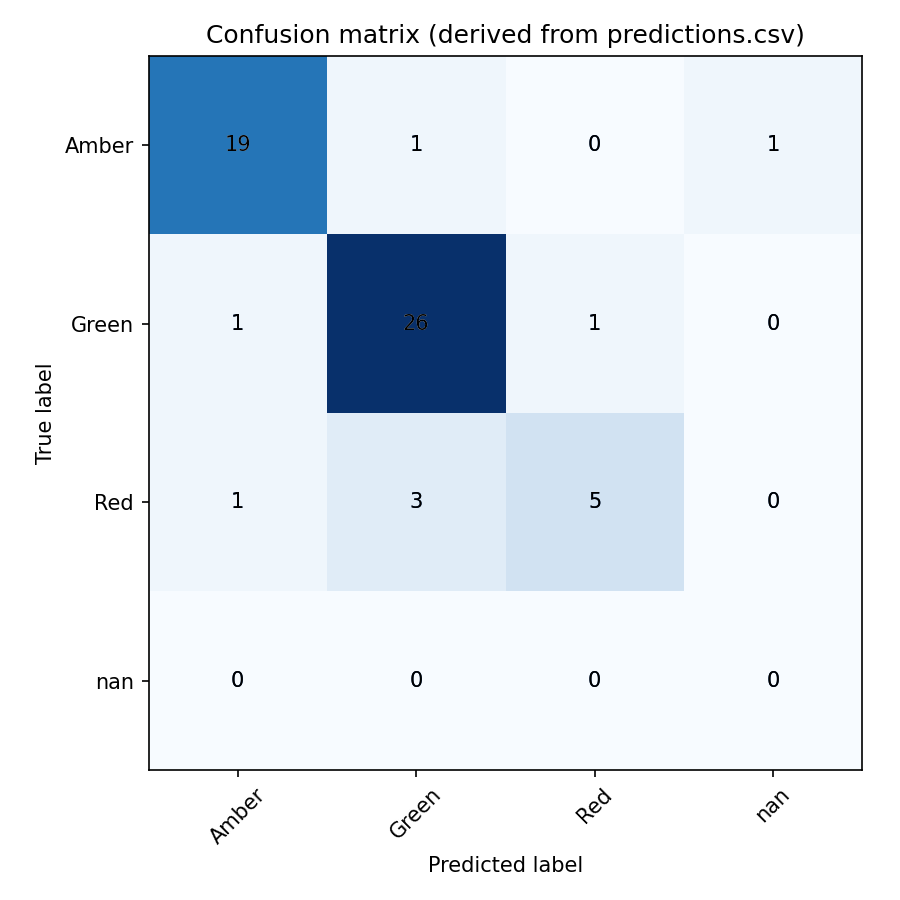 Confusion matrix (derived from predictions.csv)
Amber 19 1 0 1
Green 1 26 1 0
Red 1 3 5 0
nan 0 0 0 0
True label
Amber Green Red nan
Predicted label